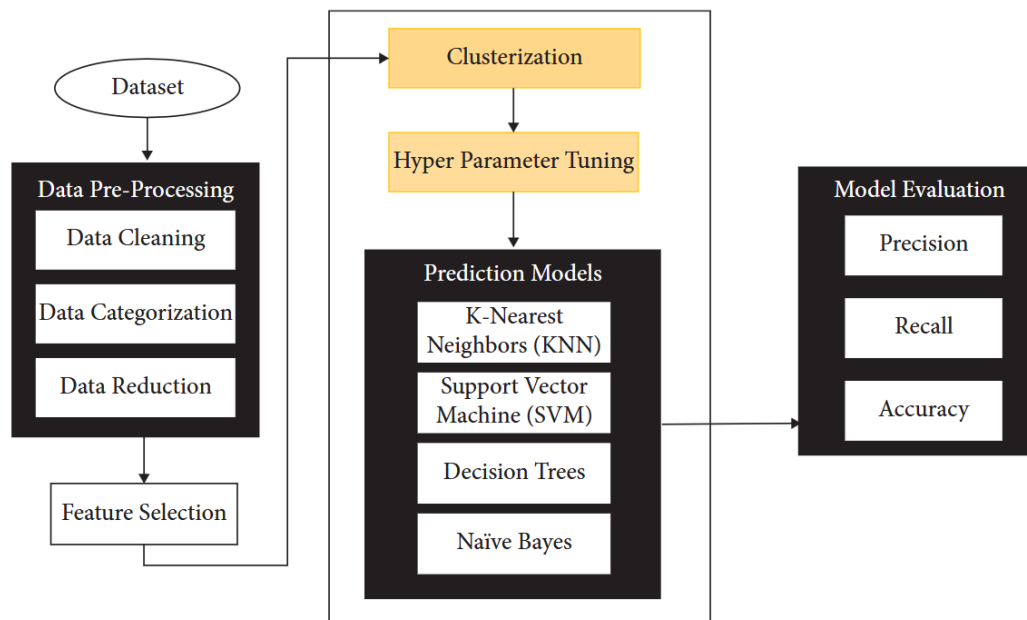 Dataset
Data Pre-Processing
Data Cleaning
Data Categorization
Data Reduction
Feature Selection
Clusterization
Hyper Parameter Tuning
Prediction Models
K-Nearest
Neighbors (KNN)
Support Vector
Machine (SVM)
Decision Trees
Naïve Bayes
Model Evaluation
Precision
Recall
Accuracy